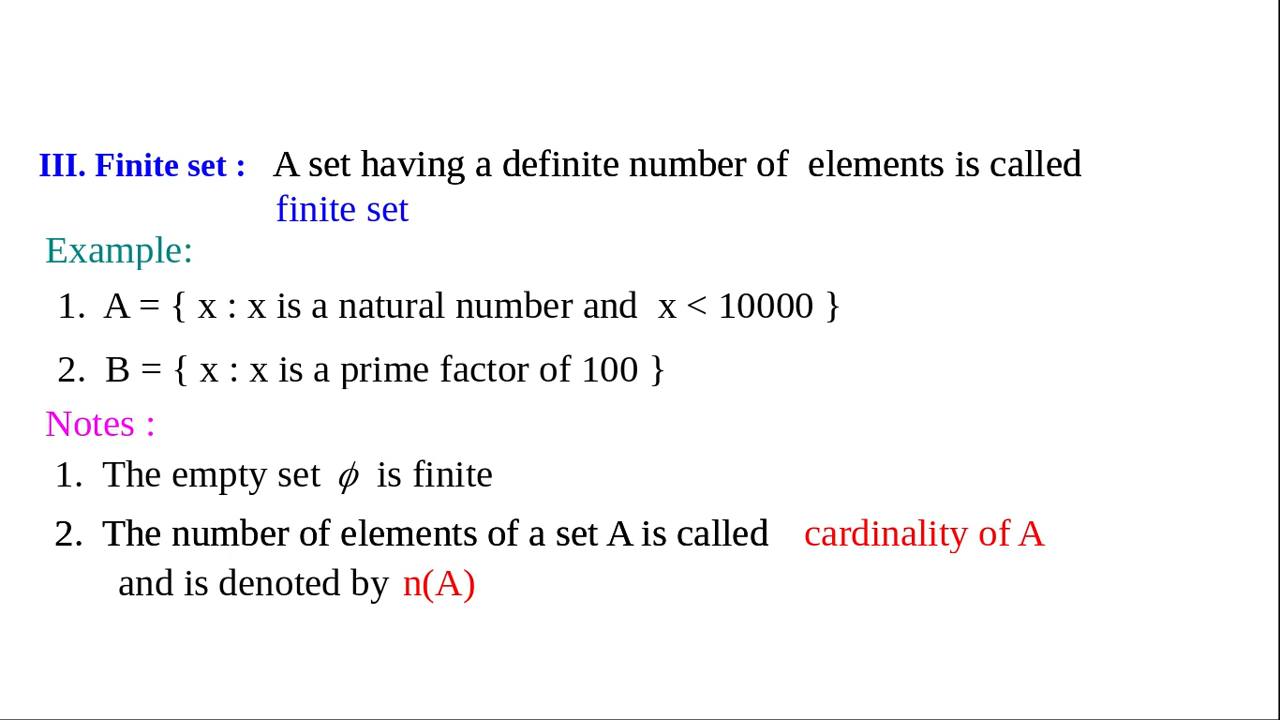 III. Finite set : A set having a definite number of elements is called
finite set
Example:
1. A = { x : x is a natural number and x < 10000 }
2. B = { x : x is a prime factor of 100 }
Notes :
1. The empty set ϕ is finite
2. The number of elements of a set A is called cardinality of A
and is denoted by n(A)